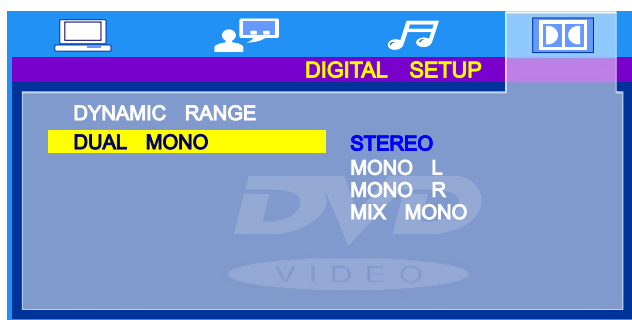 DIGITAL SETUP
DYNAMIC RANGE
DUAL MONO
STEREO
MONO L
MONO R
MIX MONO
DVD
VIDEO